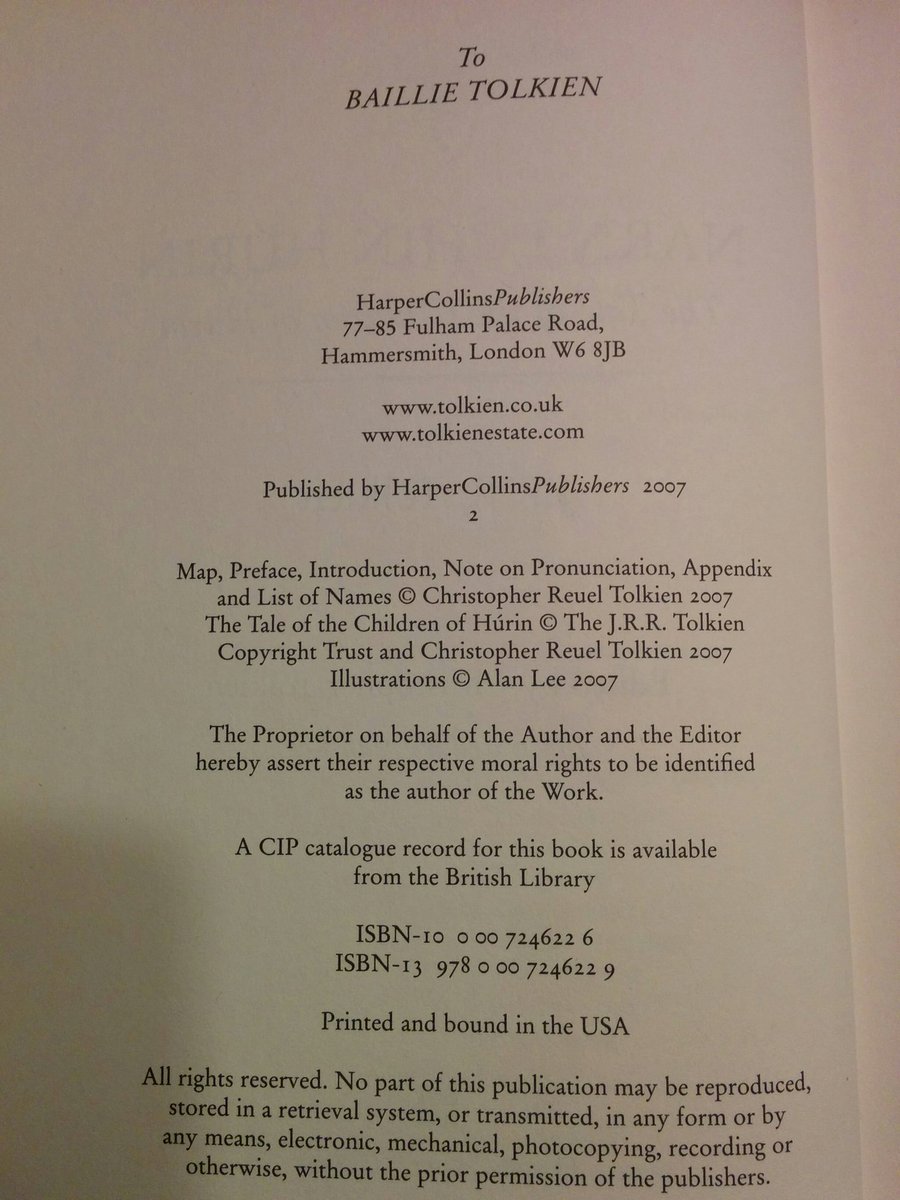 To
BAILLIE TOLKIEN
HarperCollinsPublishers
77–85 Fulham Palace Road,
Hammersmith, London W6 8JB
www.tolkien.co.uk
www.tolkienestate.com
Published by HarperCollinsPublishers 2007
2
Map, Preface, Introduction, Note on Pronunciation, Appendix
and List of Names © Christopher Reuel Tolkien 2007
The Tale of the Children of Húrin © The J.R.R. Tolkien
Copyright Trust and Christopher Reuel Tolkien 2007
Illustrations © Alan Lee 2007
The Proprietor on behalf of the Author and the Editor
hereby assert their respective moral rights to be identified
as the author of the Work.
A CIP catalogue record for this book is available
from the British Library
ISBN-10 0 00 724622 6
ISBN-13 978 0 00 724622 9
Printed and bound in the USA
All rights reserved. No part of this publication may be reproduced,
stored in a retrieval system, or transmitted, in any form or by
any means, electronic, mechanical, photocopying, recording or
otherwise, without the prior permission of the publishers.